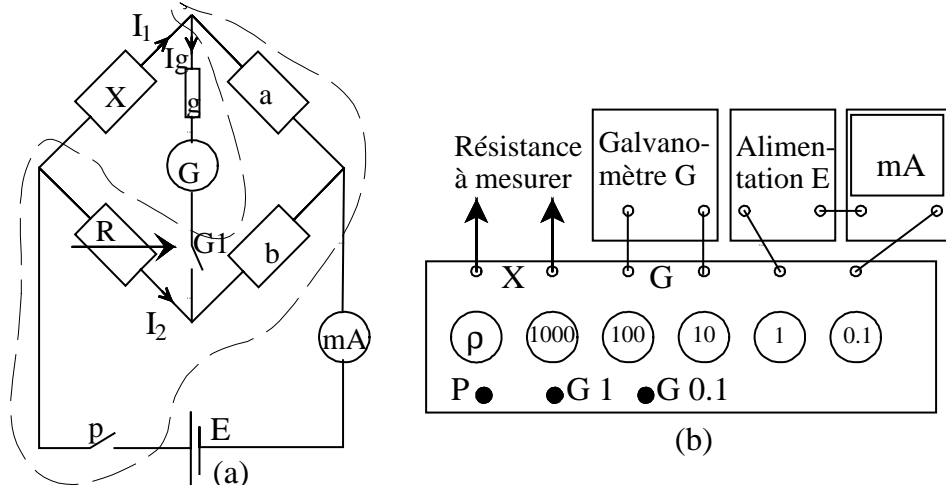 I1
Ig
X
g
a
G
R
G1
b
I2
mA
p
E
(a)
Résistance
à mesurer
Galvano-
mètre G
Alimen-
tation E
mA
X
G
ρ
1000
100
10
1
0.1
P
G 1
G 0.1
(b)